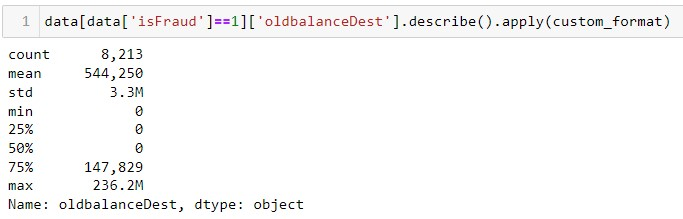 1 data[data['isFraud']==1]['oldbalanceDest'].describe().apply(custom_format)
count 8,213
mean 544,250
std 3.3M
min 0
25% 0
50% 0
75% 147,829
max 236.2M
Name: oldbalanceDest, dtype: object